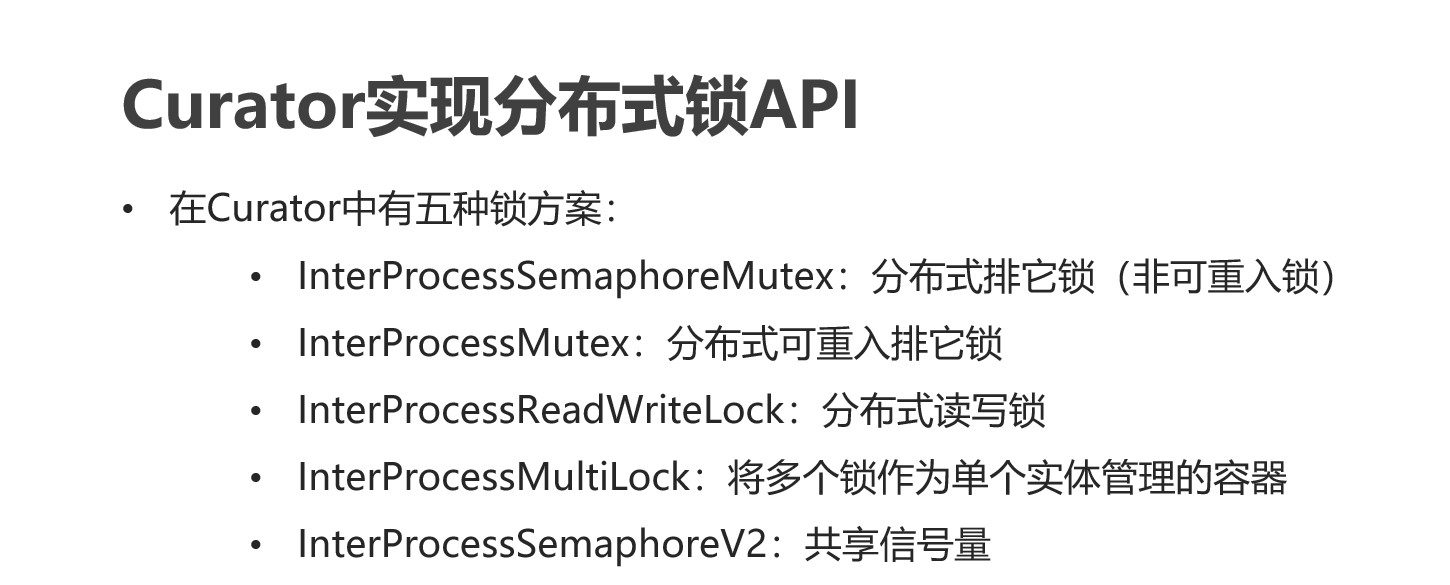 Curator实现分布式锁API
• 在Curator中有五种锁方案：
• InterProcessSemaphoreMutex：分布式排它锁（非可重入锁）
• InterProcessMutex：分布式可重入排它锁
• InterProcessReadWriteLock：分布式读写锁
• InterProcessMultiLock：将多个锁作为单个实体管理的容器
• InterProcessSemaphoreV2：共享信号量